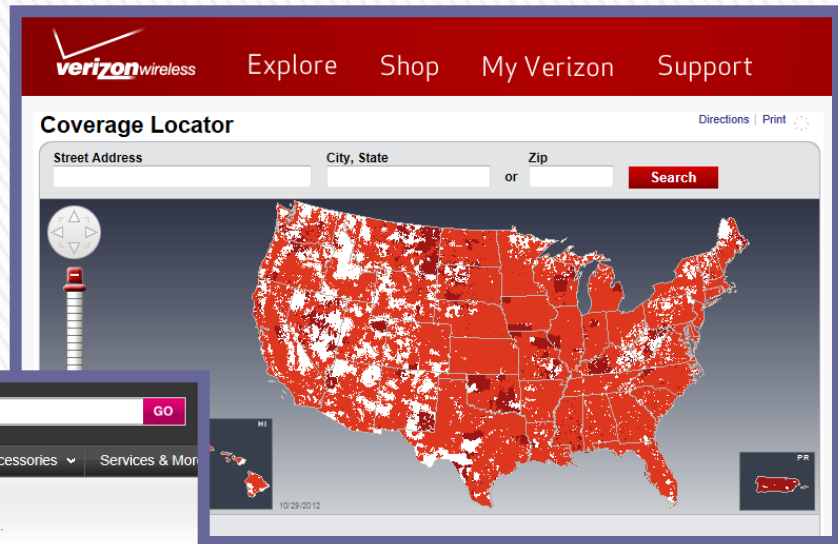 verizonwireless Explore Shop My Verizon Support
Coverage Locator
Directions | Print
Street Address City, State Zip
or Search
GO
cessories Services & Mor
HI
PR
10/29/2012